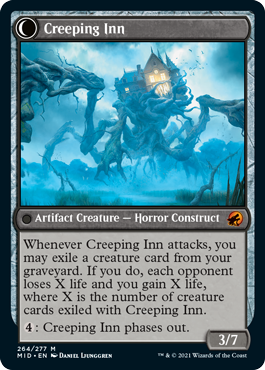 Creeping Inn
Artifact Creature — Horror Construct
Whenever Creeping Inn attacks, you
may exile a creature card from your
graveyard. If you do, each opponent
loses X life and you gain X life,
where X is the number of creature
cards exiled with Creeping Inn.
4 : Creeping Inn phases out.
3/7
264/277 M
MID • EN Daniel Ljunggren
™ & © 2021 Wizards of the Coast